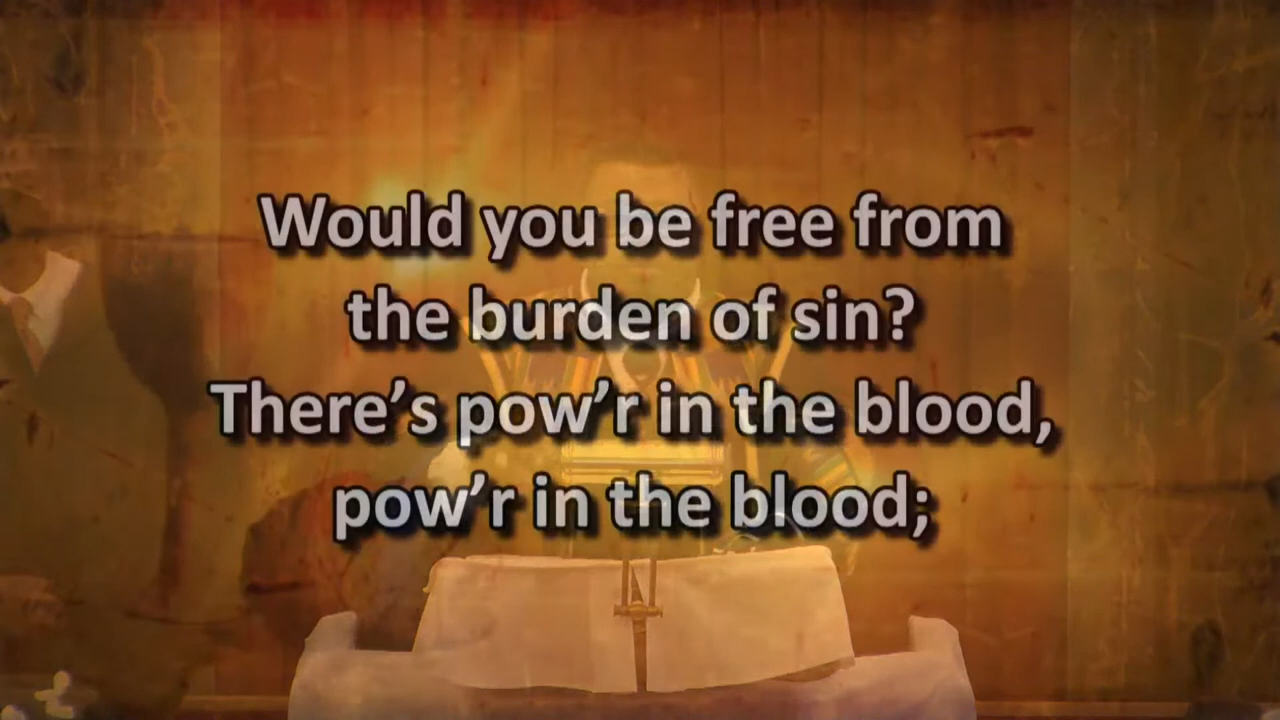 Would you be free from
the burden of sin?
There’s pow’r in the blood,
pow’r in the blood;